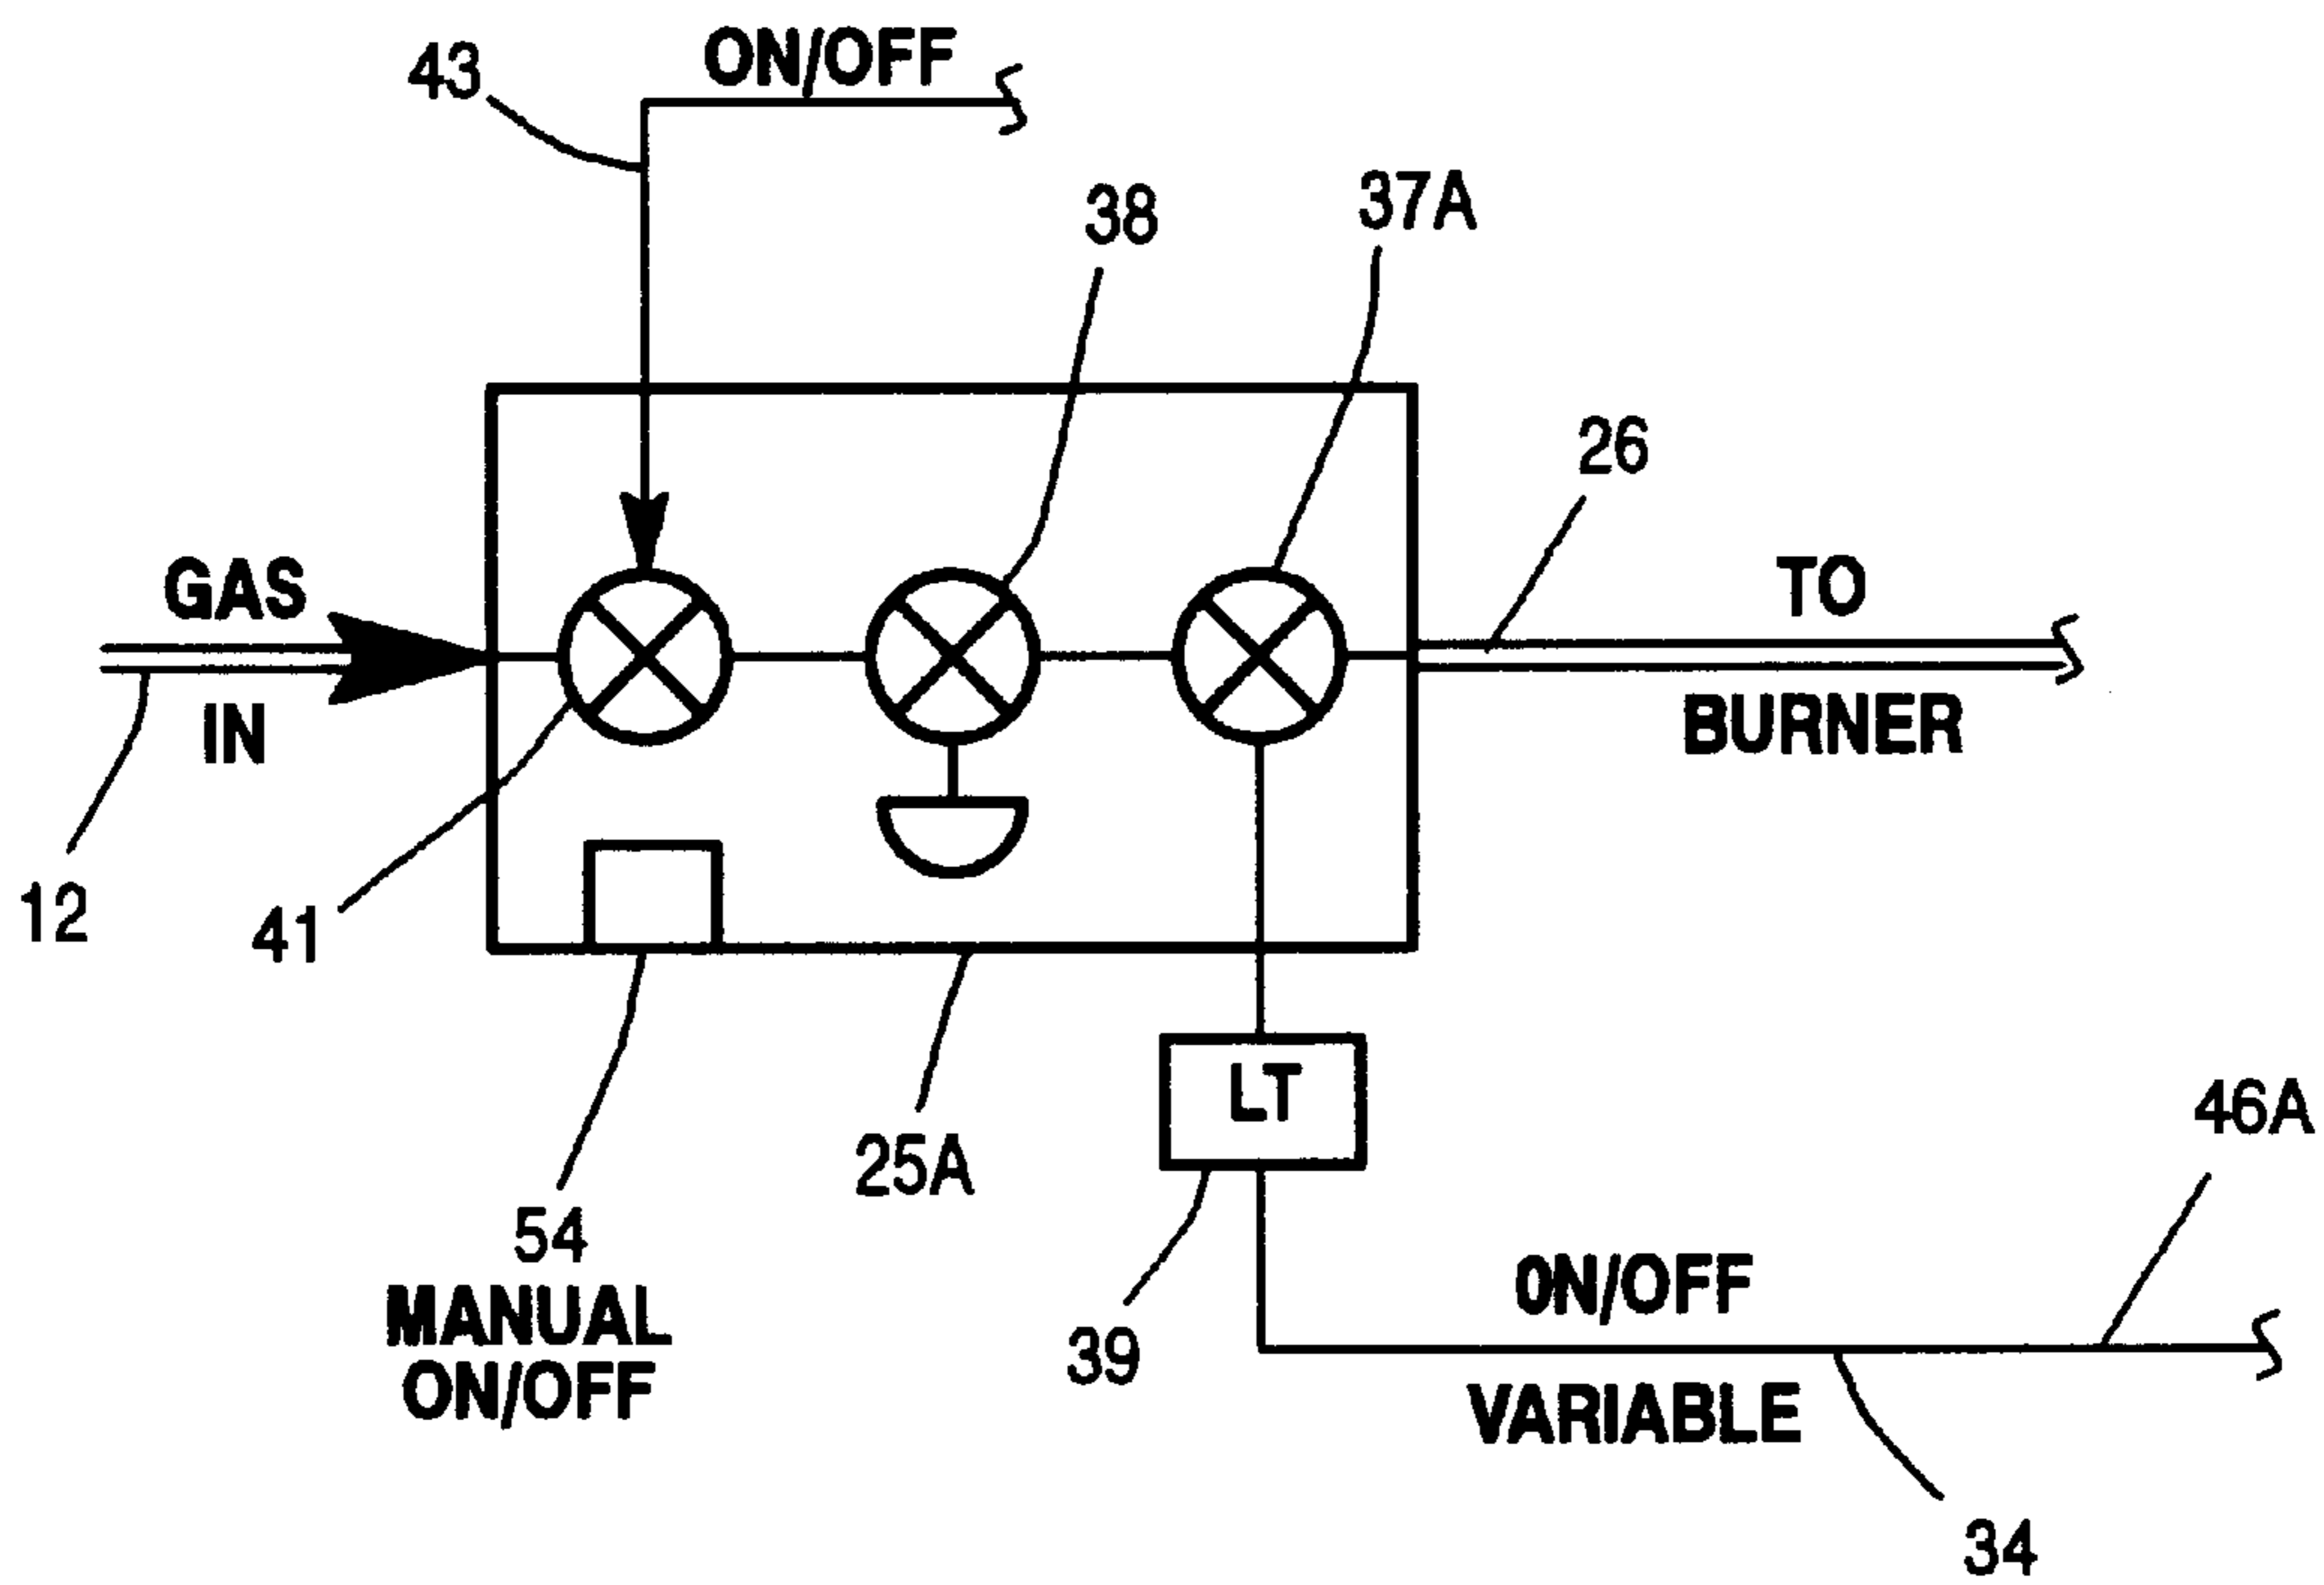 43
ON/OFF
38
37A
26
GAS
IN
TO
BURNER
12
41
LT
25A
54
MANUAL
ON/OFF
39
46A
ON/OFF
VARIABLE
34